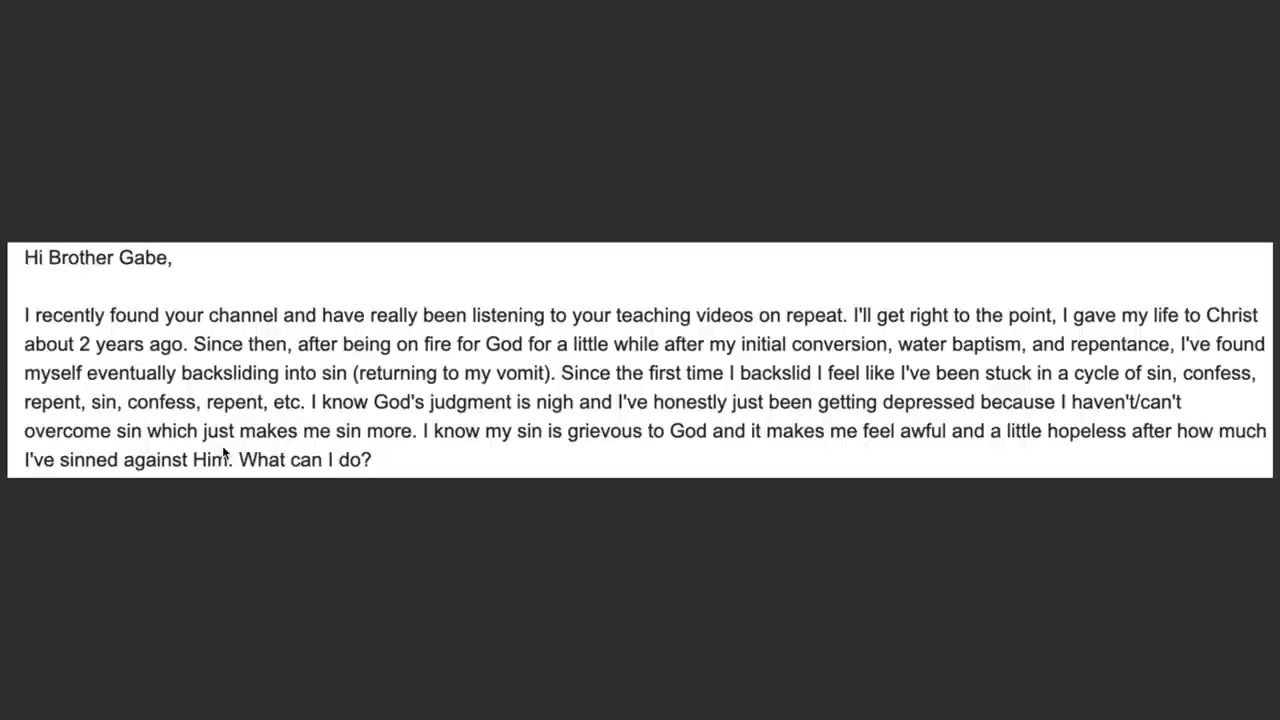 Hi Brother Gabe,
I recently found your channel and have really been listening to your teaching videos on repeat. I'll get right to the point, I gave my life to Christ
about 2 years ago. Since then, after being on fire for God for a little while after my initial conversion, water baptism, and repentance, I've found
myself eventually backsliding into sin (returning to my vomit). Since the first time I backslid I feel like I've been stuck in a cycle of sin, confess,
repent, sin, confess, repent, etc. I know God's judgment is nigh and I've honestly just been getting depressed because I haven't/can't
overcome sin which just makes me sin more. I know my sin is grievous to God and it makes me feel awful and a little hopeless after how much
I've sinned against Him. What can I do?